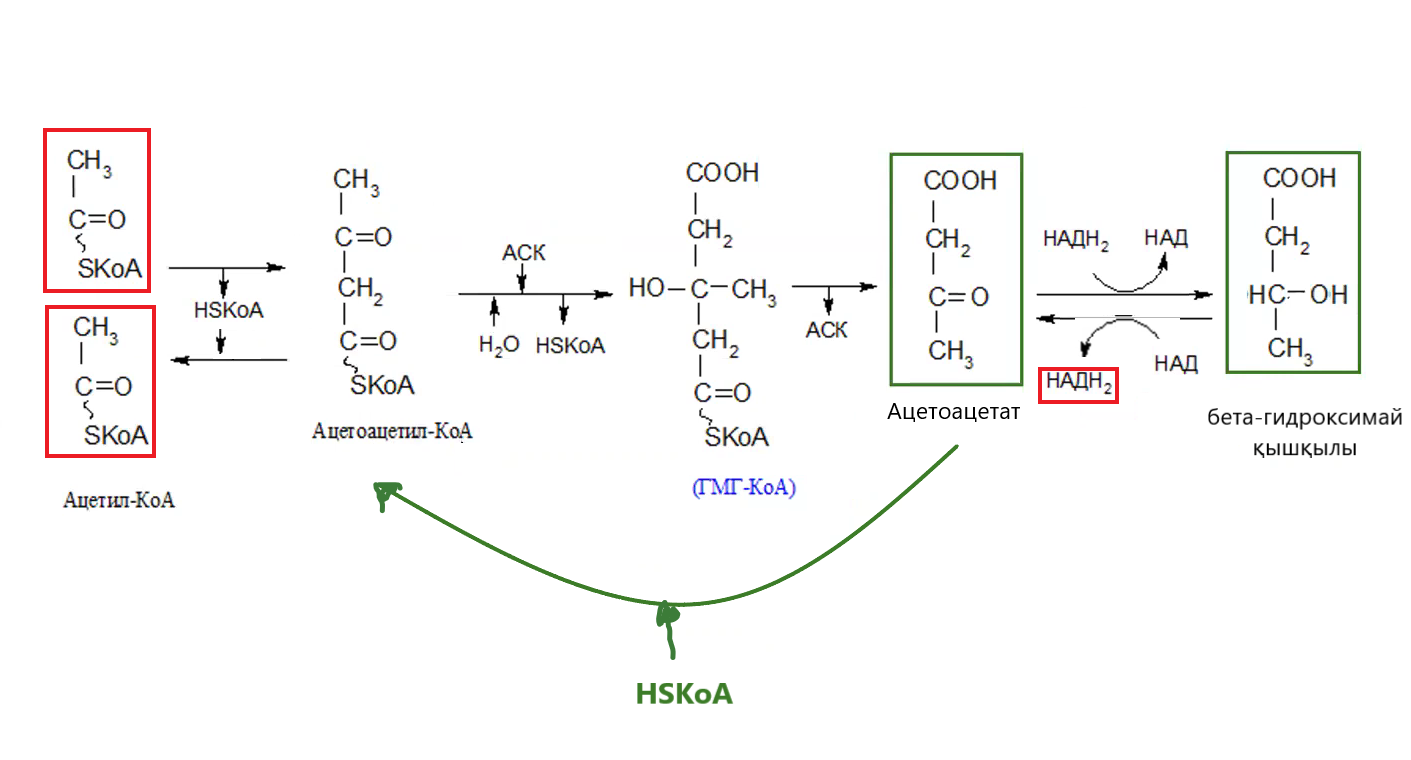 CH3
C=O
SKoA
CH3
C=O
SKoA
Ацетил-КоА
HSKoA
CH3
C=O
CH2
C=O
SKoA
Ацетоацетил-КоА
АСК
H2O
HSKoA
COOH
CH2
HO-C-CH3
CH2
C=O
SKoA
(ГМГ-КоА)
АСК
COOH
CH2
C=O
CH3
Ацетоацетат
НАДН2
НАД
НАДН2
НАД
COOH
CH2
HC-OH
CH3
бета-гидроксимай
қышқылы
HSKoA